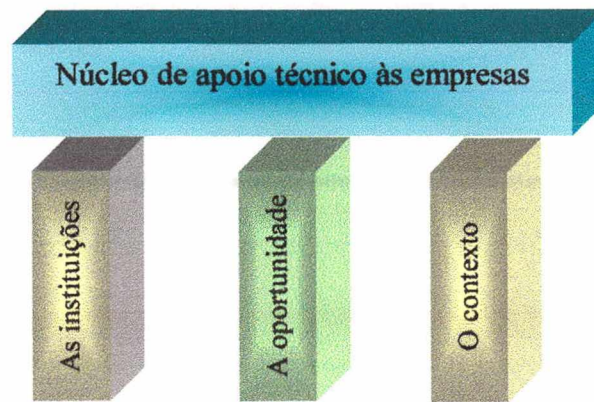 Núcleo de apoio técnico às empresas
As instituições
A oportunidade
O contexto